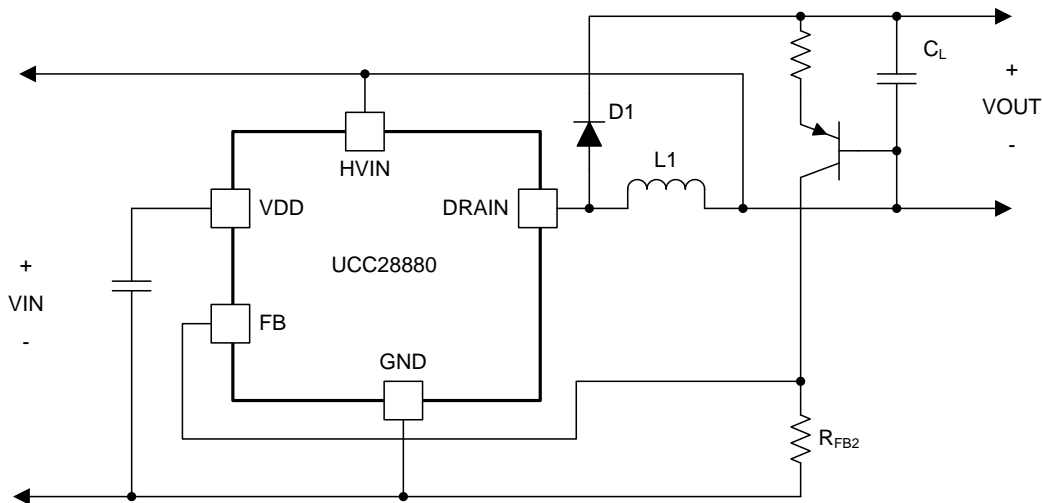 C_L
+
VOUT
-
D1
HVIN
L1
VDD
DRAIN
UCC28880
+
VIN
-
FB
GND
R_FB2